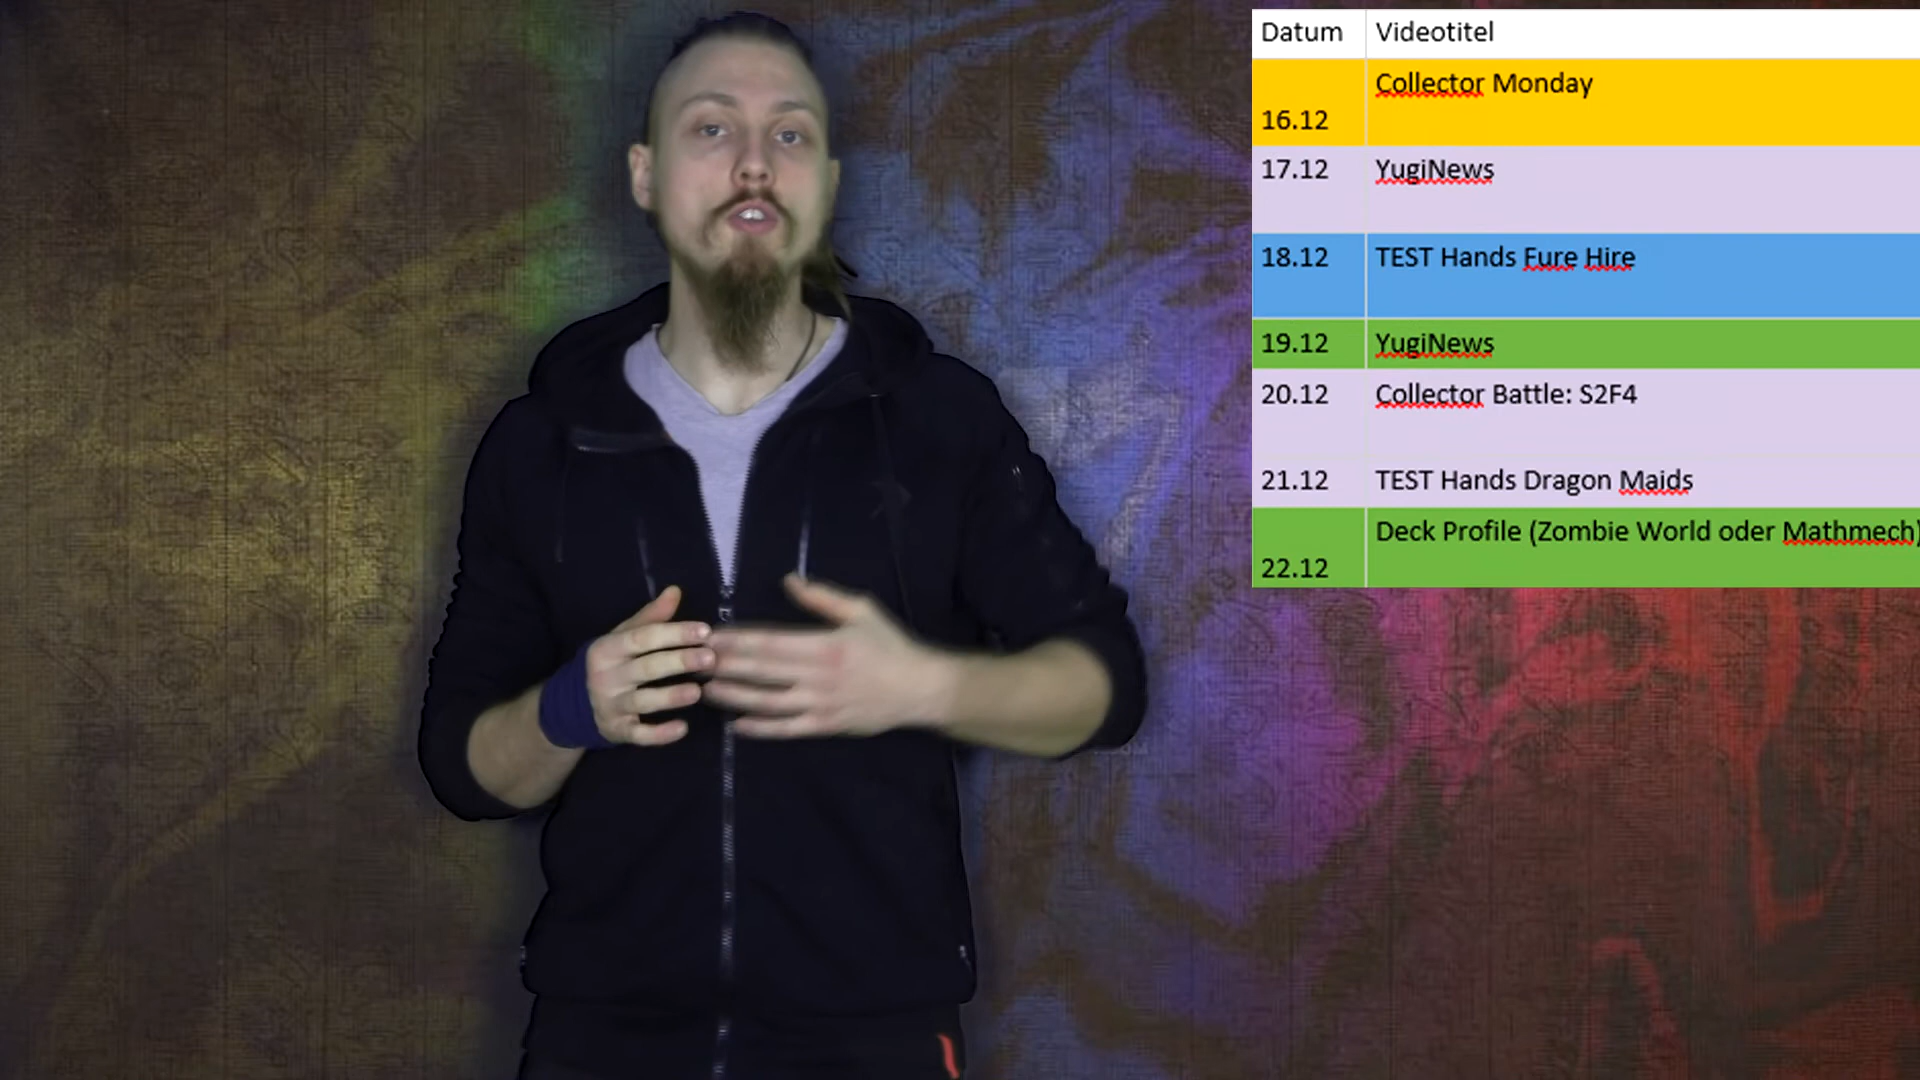 Datum Videotitel
Collector Monday
16.12
17.12 YugiNews
18.12 TEST Hands Fure Hire
19.12 YugiNews
20.12 Collector Battle: S2F4
21.12 TEST Hands Dragon Maids
Deck Profile (Zombie World oder Mathmech)
22.12